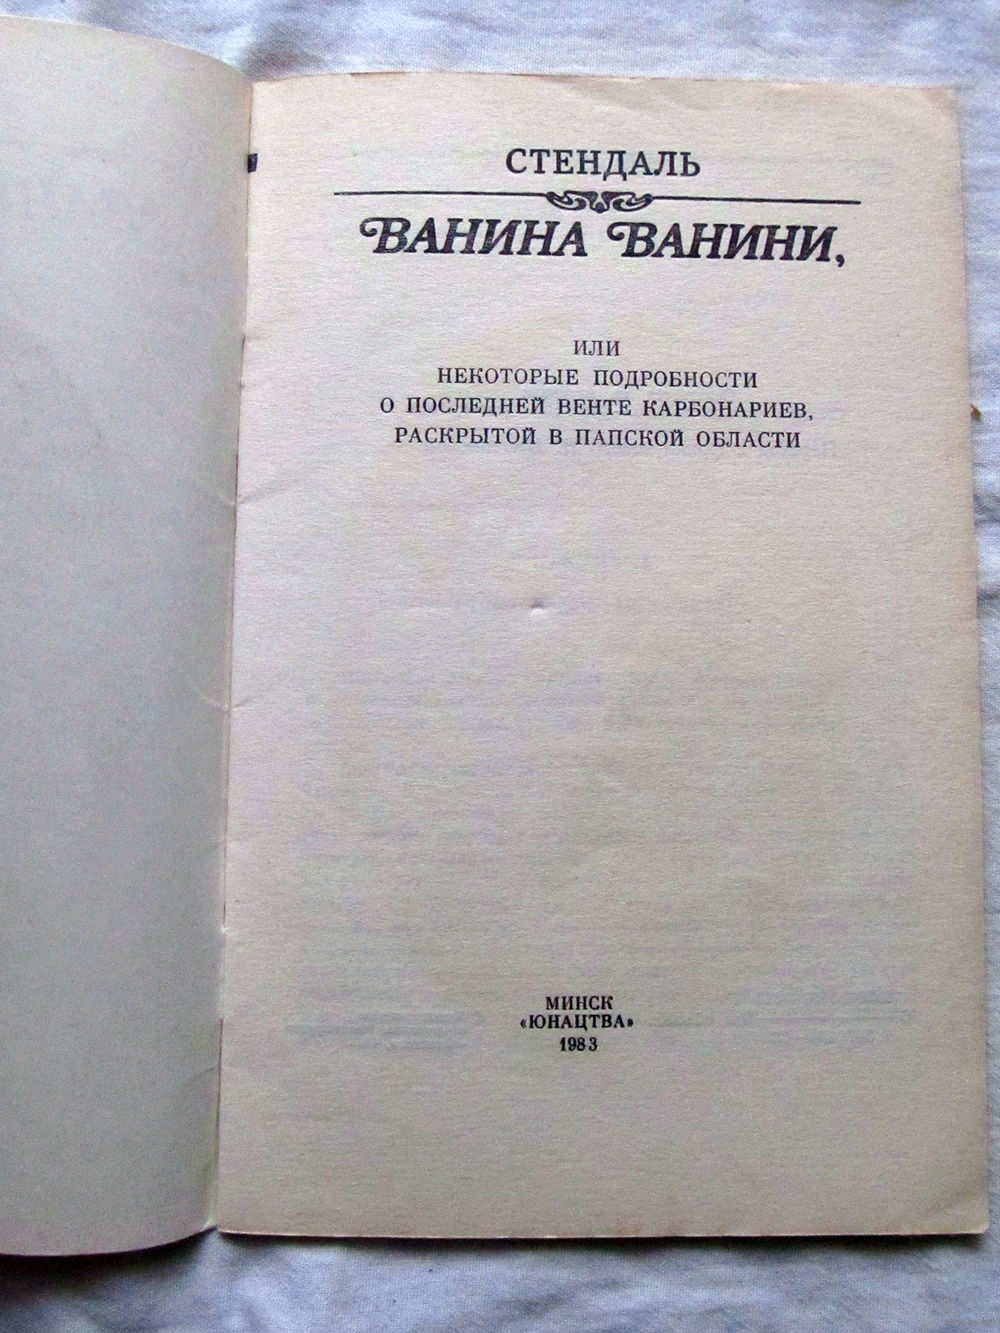 СТЕНДАЛЬ
ВАНИНА ВАНИНИ,
ИЛИ
НЕКОТОРЫЕ ПОДРОБНОСТИ
О ПОСЛЕДНЕЙ ВЕНТЕ КАРБОНАРИЕВ,
РАСКРЫТОЙ В ПАПСКОЙ ОБЛАСТИ
МИНСК
«ЮНАЦТВА»
1983